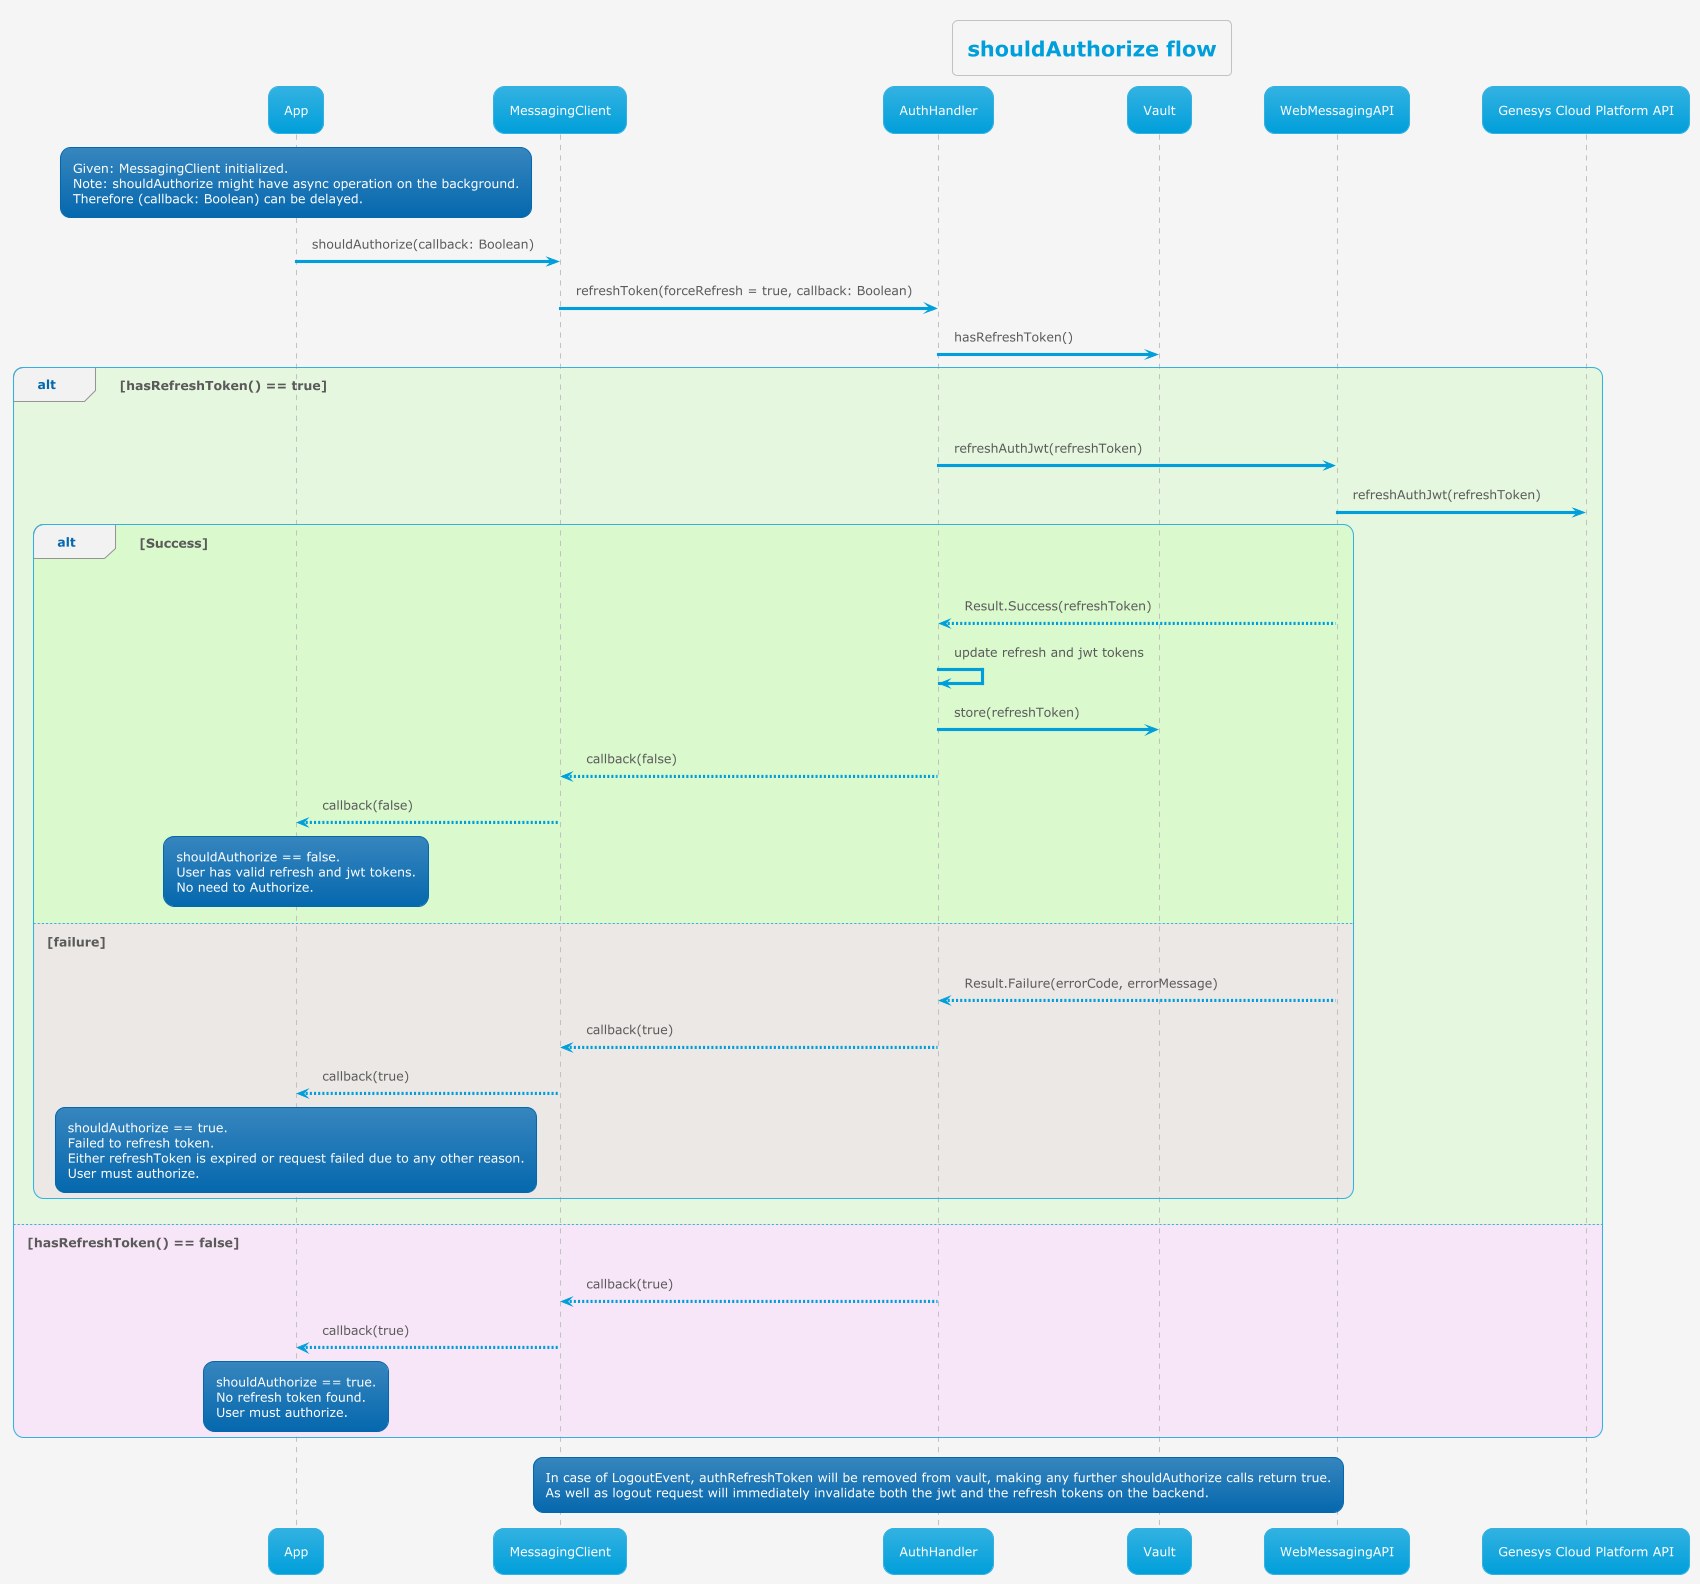 shouldAuthorize flow
App
MessagingClient
AuthHandler
Vault
WebMessagingAPI
Genesys Cloud Platform API
Given: MessagingClient initialized.
Note: shouldAuthorize might have async operation on the background.
Therefore (callback: Boolean) can be delayed.
shouldAuthorize(callback: Boolean)
refreshToken(forceRefresh = true, callback: Boolean)
hasRefreshToken()
alt
[hasRefreshToken() == true]
refreshAuthJwt(refreshToken)
refreshAuthJwt(refreshToken)
alt
[Success]
Result.Success(refreshToken)
update refresh and jwt tokens
store(refreshToken)
callback(false)
callback(false)
shouldAuthorize == false.
User has valid refresh and jwt tokens.
No need to Authorize.
[failure]
Result.Failure(errorCode, errorMessage)
callback(true)
callback(true)
shouldAuthorize == true.
Failed to refresh token.
Either refreshToken is expired or request failed due to any other reason.
User must authorize.
[hasRefreshToken() == false]
callback(true)
callback(true)
shouldAuthorize == true.
No refresh token found.
User must authorize.
In case of LogoutEvent, authRefreshToken will be removed from vault, making any further shouldAuthorize calls return true.
As well as logout request will immediately invalidate both the jwt and the refresh tokens on the backend.
App
MessagingClient
AuthHandler
Vault
WebMessagingAPI
Genesys Cloud Platform API